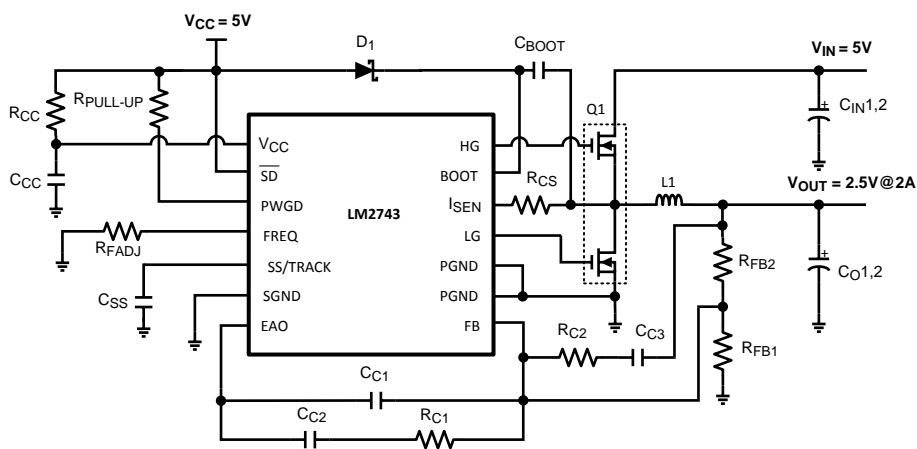 VCC = 5V
D1
CBOOT
VIN = 5V
RCC
RPULL-UP
Q1
CIN1,2
VCC
HG
CCC
SD
BOOT
RCS
L1
VOUT = 2.5V@2A
PWGD
LM2743
ISEN
RFADJ
FREQ
LG
RFB2
SS/TRACK
PGND
CO1,2
CSS
SGND
PGND
EAO
FB
RC2
CC3
RFB1
CC1
CC2
RC1